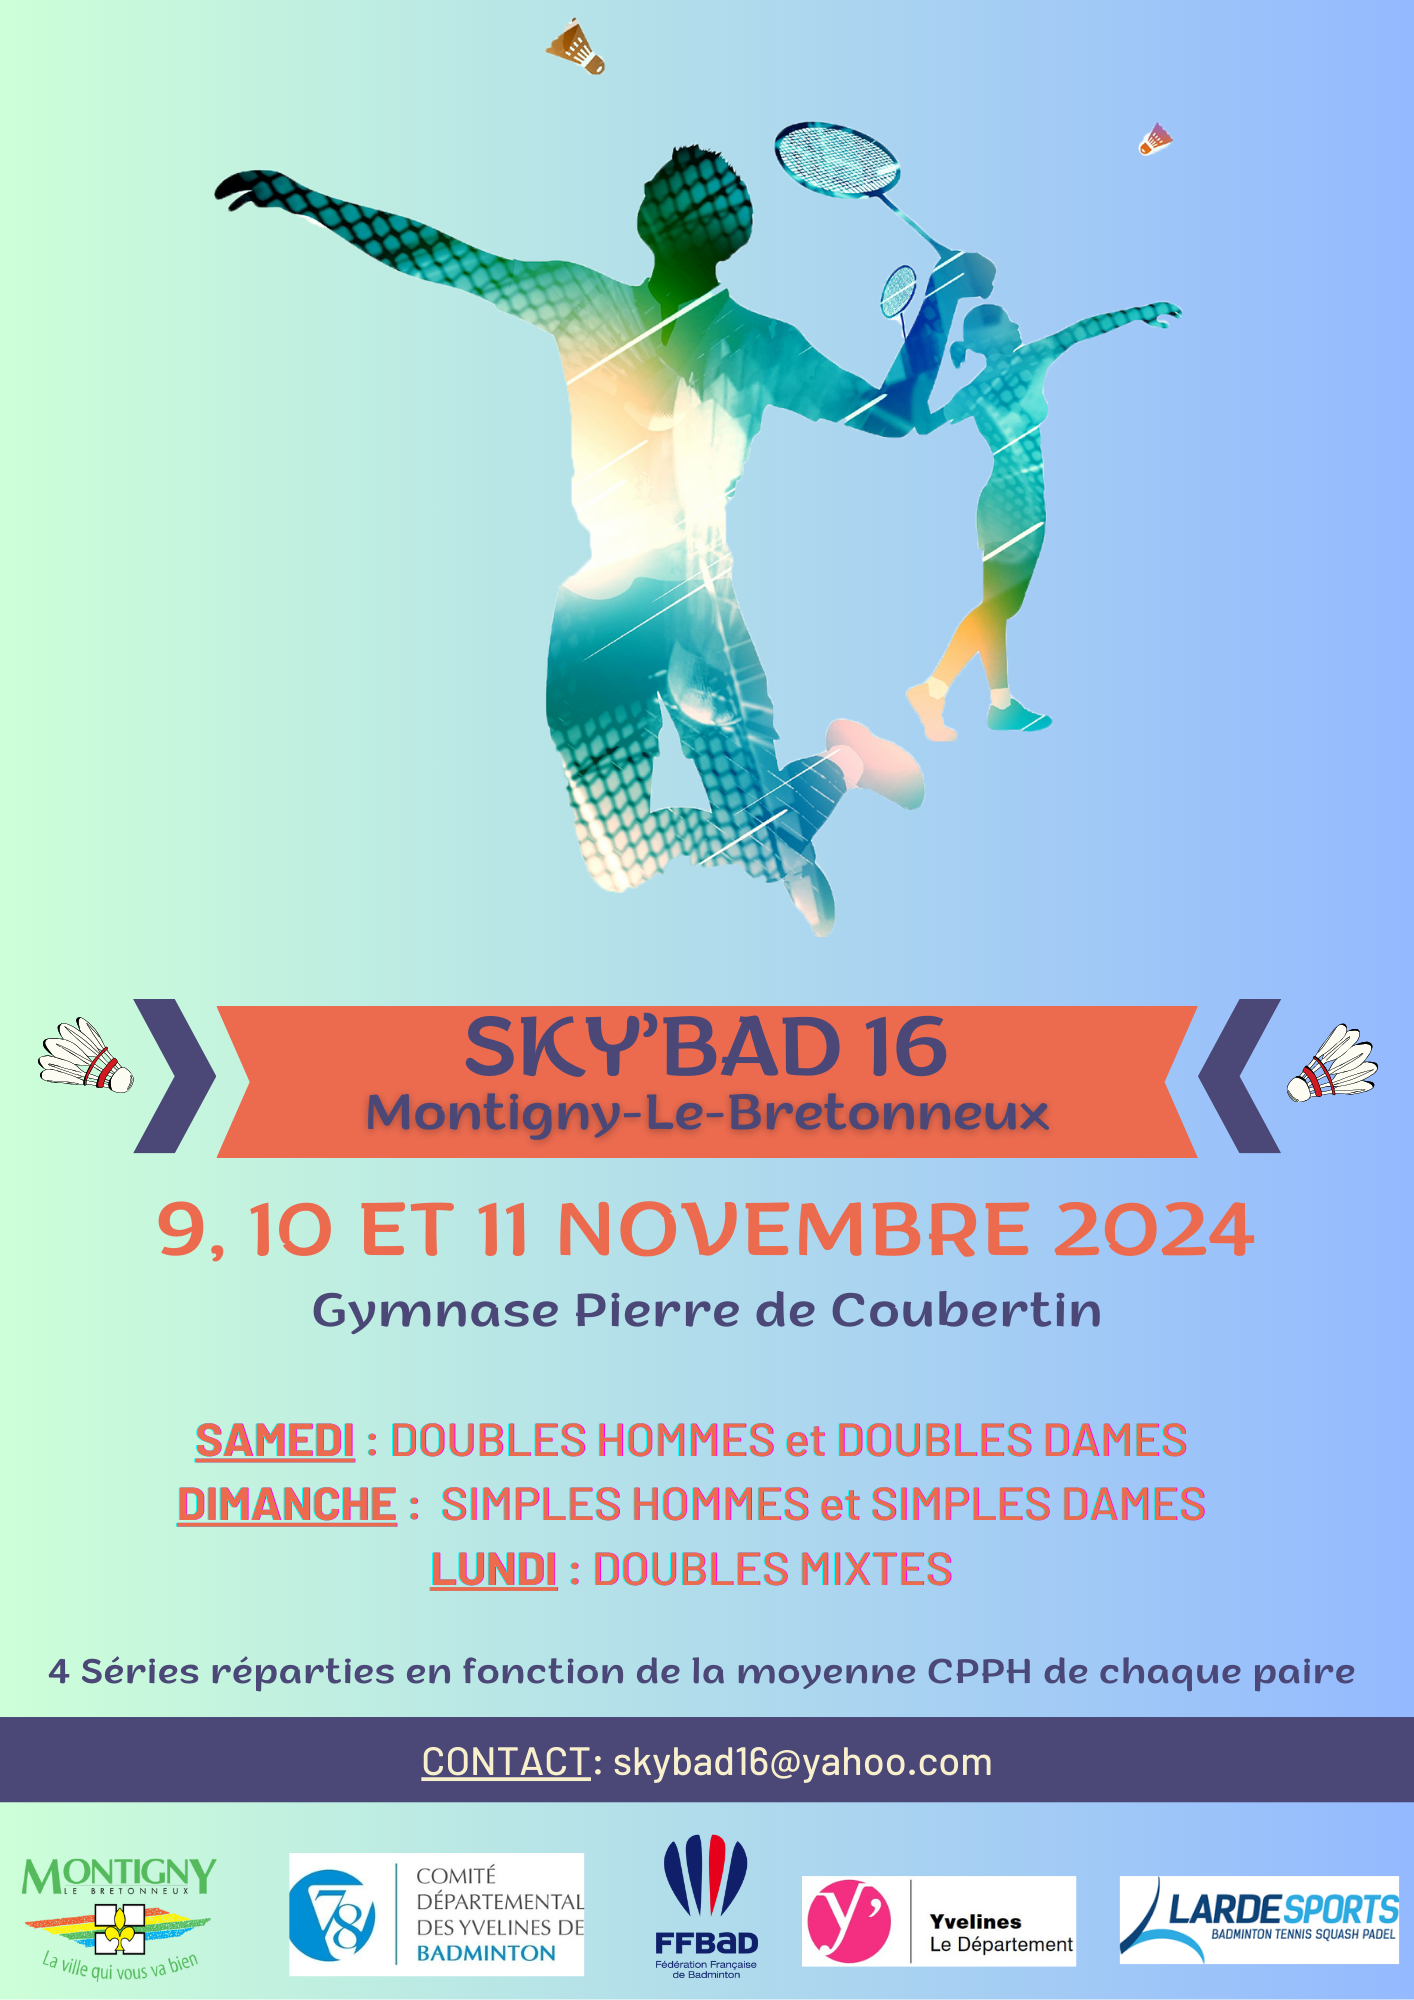 SKY'BAD 16
Montigny-Le-Bretonneux
9, 10 ET 11 NOVEMBRE 2024
Gymnase Pierre de Coubertin
SAMEDI : DOUBLES HOMMES et DOUBLES DAMES
DIMANCHE : SIMPLES HOMMES et SIMPLES DAMES
LUNDI : DOUBLES MIXTES
4 Séries réparties en fonction de la moyenne CPPH de chaque paire
CONTACT: skybad16@yahoo.com
MONTIGNY
LE BRETONNEUX
La ville qui vous va bien
78
COMITÉ
DÉPARTEMENTAL
DES YVELINES DE
BADMINTON
FFBaD
Fédération Française
de Badminton
y'
Yvelines
Le Département
LARDESPORTS
BADMINTON TENNIS SQUASH PADEL